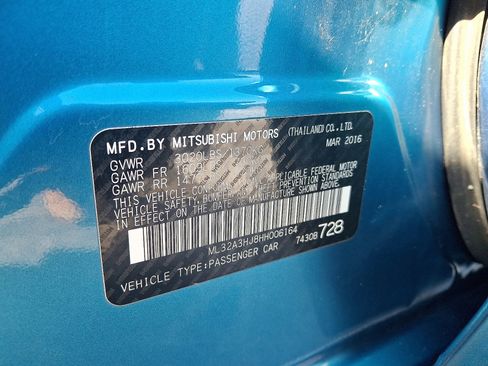 MFD.BY MITSUBISHI MOTORS (THAILAND) CO.,LTD.
MAR 2016
GVWR 3020LBS 1370KG
GAWR FR
GAWR RR
THIS VEHICLE CONFORMS TO ALL APPLICABLE FEDERAL MOTOR
VEHICLE SAFETY, BUMPER, AND THEFT PREVENTION STANDARDS
IN EFFECT ON THE DATE OF MANUFACTURE SHOWN ABOVE.
ML32A3HJ8HH006164
7430B 728
VEHICLE TYPE:PASSENGER CAR